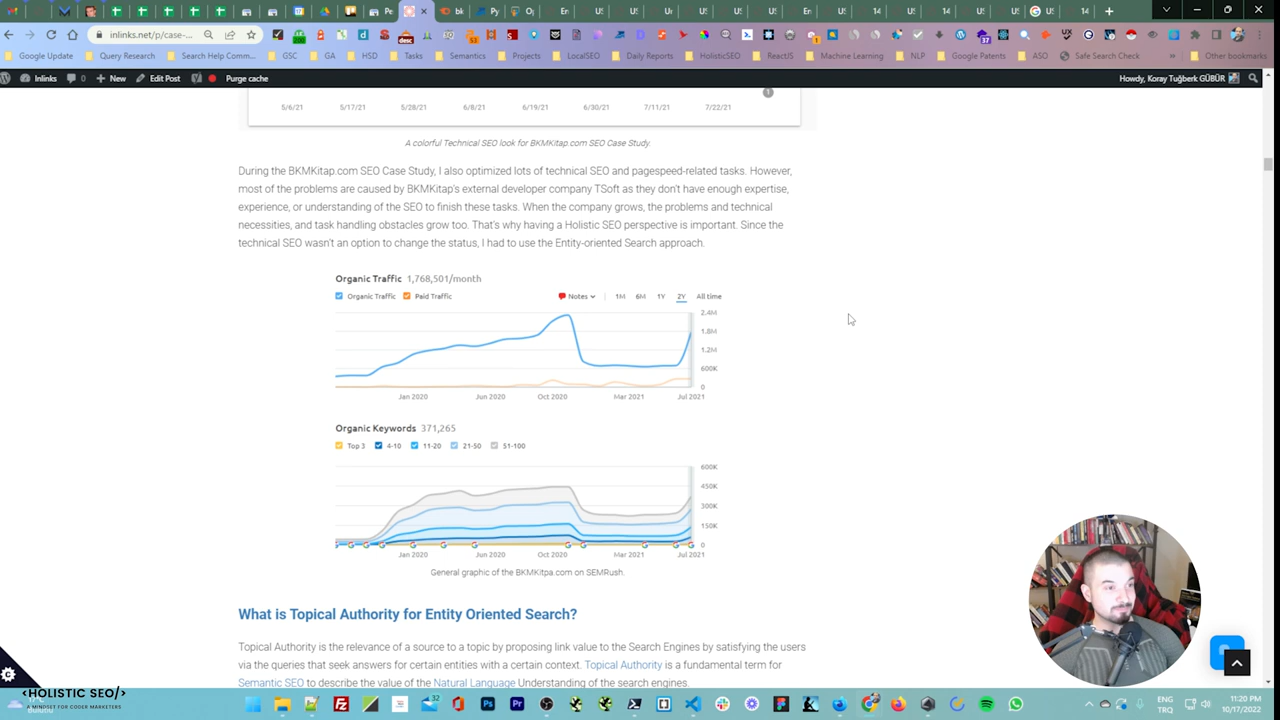 Pe
bk
Py
En
14
14
14
inlinks.net/p/case-...
Google Update
Query Research
Search Help Comm...
GSC
GA
HSD
Tasks
Semantics
Projects
LocalSEO
Daily Reports
HolisticSEO
ReactJS
Machine Learning
NLP
Google Patents
ASO
Safe Search Check
»
Other bookmarks
Inlinks
+ New
Edit Post
Purge cache
Howdy, Koray Tuğberk GÜBÜR
5/6/21 5/17/21 5/28/21 6/8/21 6/19/21 6/30/21 7/11/21 7/22/21
1
A colorful Technical SEO look for BKMKitap.com SEO Case Study.
During the BKMKitap.com SEO Case Study, I also optimized lots of technical SEO and pagespeed-related tasks. However,
most of the problems are caused by BKMKitap's external developer company TSoft as they don't have enough expertise,
experience, or understanding of the SEO to finish these tasks. When the company grows, the problems and technical
necessities, and task handling obstacles grow too. That's why having a Holistic SEO perspective is important. Since the
technical SEO wasn't an option to change the status, I had to use the Entity-oriented Search approach.
Organic Traffic 1,768,501/month
Organic Traffic Paid Traffic Notes 1M 6M 1Y 2Y All time
2.4M
1.8M
1.2M
600K
0
Jan 2020 Jun 2020 Oct 2020 Mar 2021 Jul 2021
Organic Keywords 371,265
Top 3 4-10 11-20 21-50 51-100
600K
450K
300K
150K
0
Jan 2020 Jun 2020 Oct 2020 Mar 2021 Jul 2021
General graphic of the BKMKitpa.com on SEMRush.
What is Topical Authority for Entity Oriented Search?
Topical Authority is the relevance of a source to a topic by proposing link value to the Search Engines by satisfying the users
via the queries that seek answers for certain entities with a certain context. Topical Authority is a fundamental term for
Semantic SEO to describe the value of the Natural Language Understanding of the search engines.
<HOLISTIC SEO/>
A MINDSET FOR CODER MARKETERS
ENG
TRQ
11:20 PM
10/17/2022